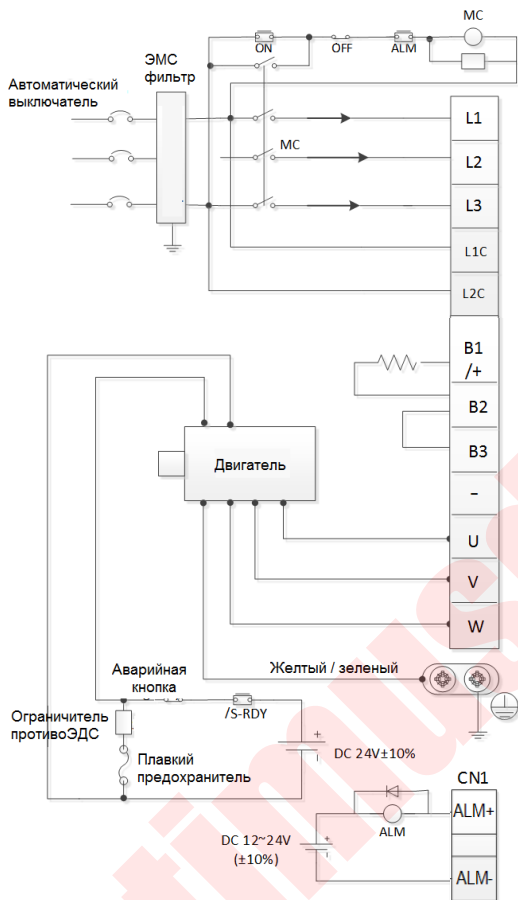 MC
ON
OFF
ALM
ЭМС
фильтр
Автоматический
выключатель
MC
L1
L2
L3
L1C
L2C
B1
/+
B2
B3
–
U
V
W
Двигатель
Желтый / зеленый
Аварийная
кнопка
/S-RDY
Ограничитель
противоЭДС
Плавкий
предохранитель
+
-
DC 24V±10%
CN1
ALM+
ALM-
ALM
DC 12~24V
(±10%)
+
-
timuss